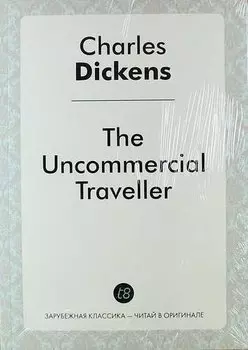 Charles
Dickens
The
Uncommercial
Traveller
t8
ЗАРУБЕЖНАЯ КЛАССИКА — ЧИТАЙ В ОРИГИНАЛЕ